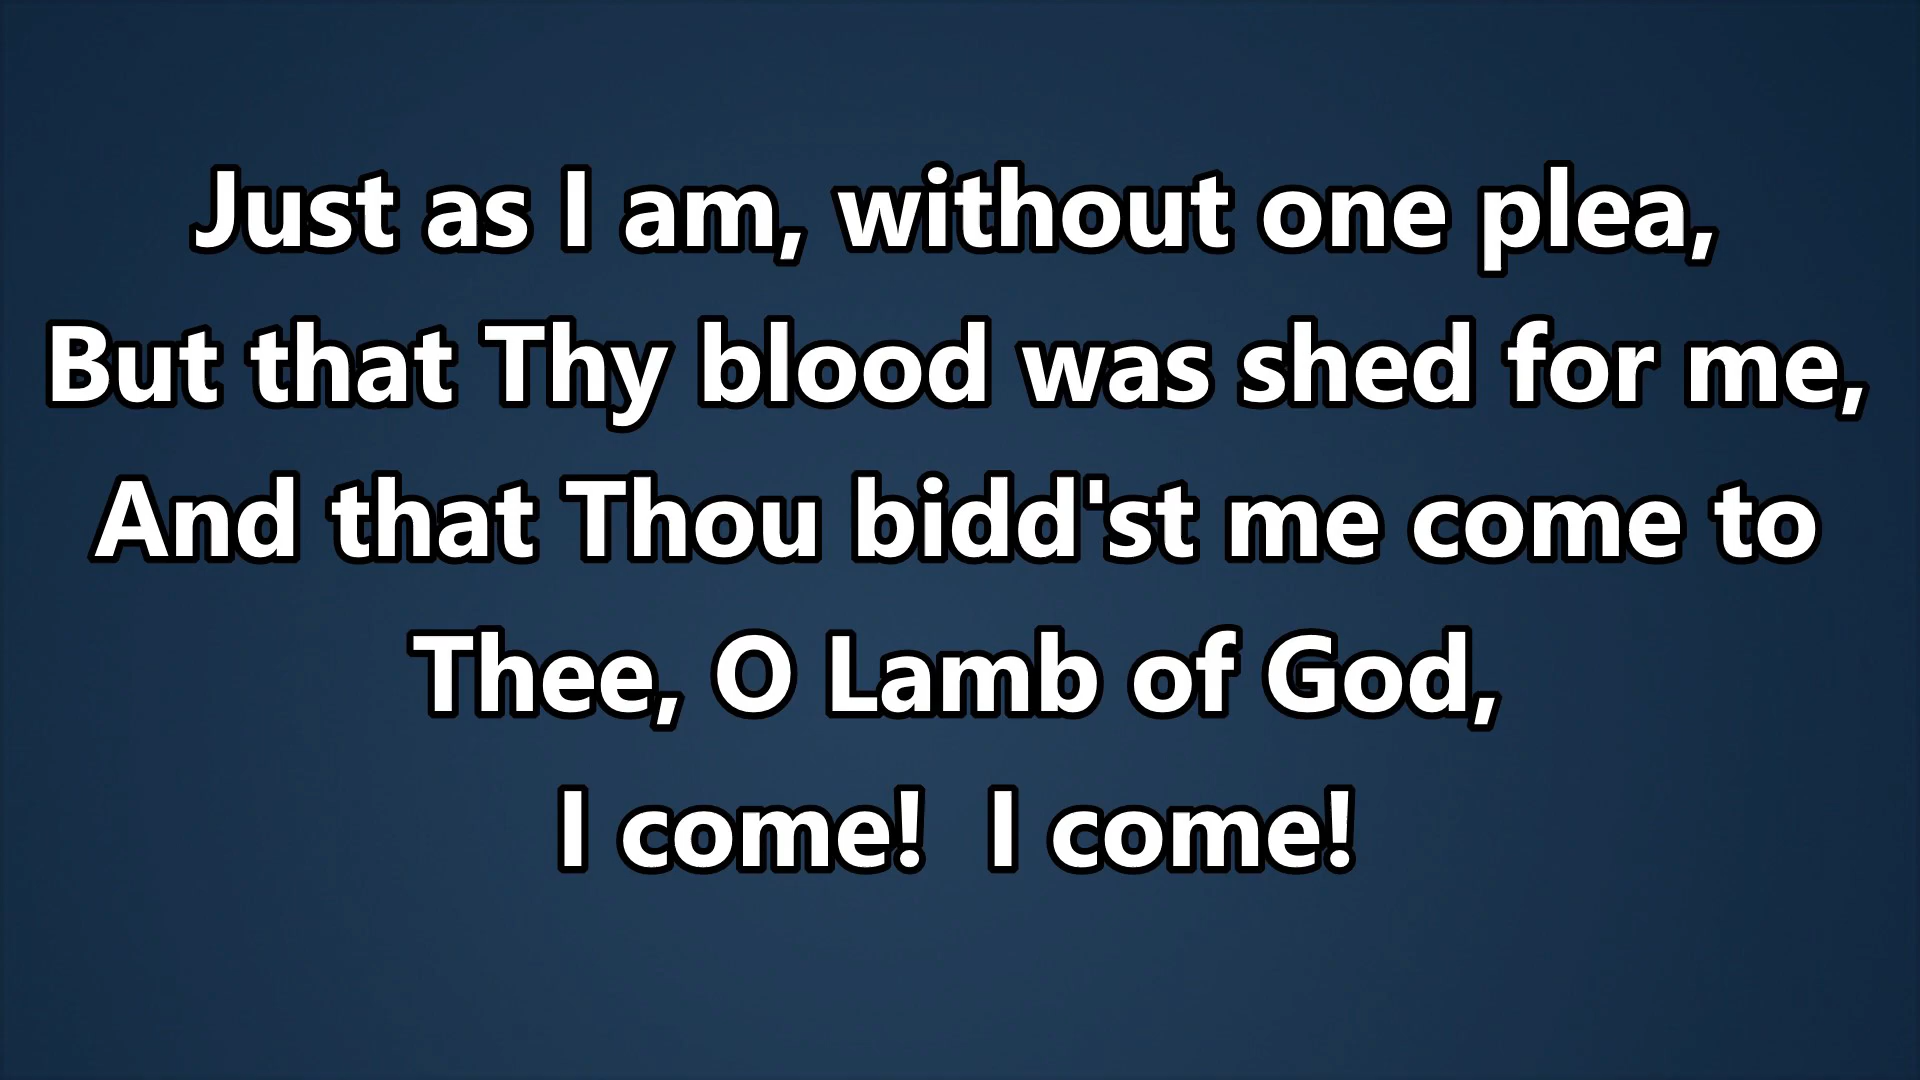 Just as I am, without one plea,
But that Thy blood was shed for me,
And that Thou bidd'st me come to
Thee, O Lamb of God,
I come!  I come!